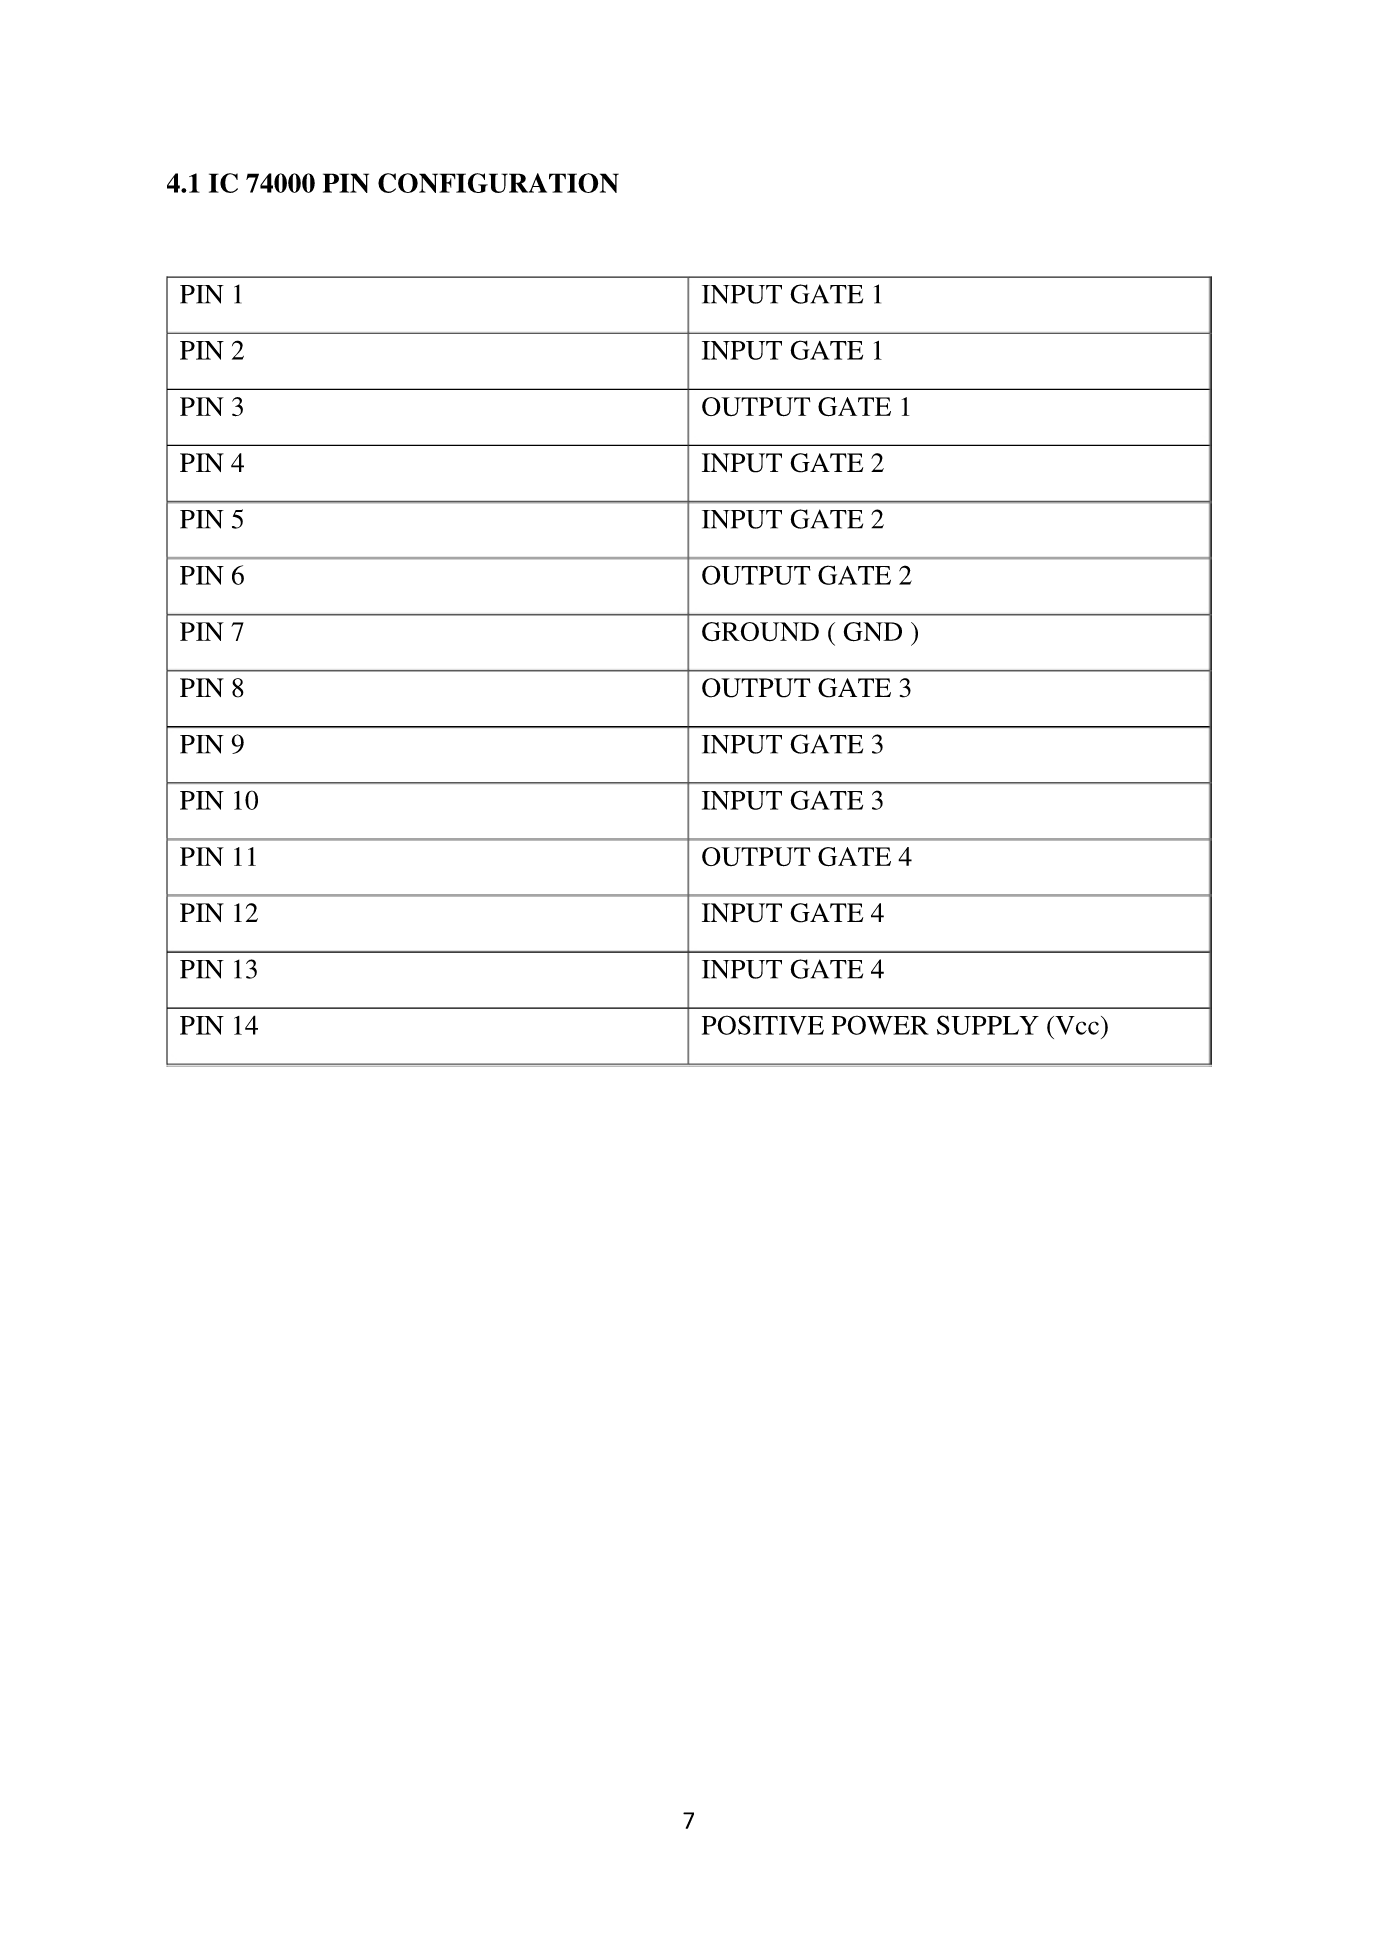 4.1 IC 74000 PIN CONFIGURATION
PIN 1 INPUT GATE 1
PIN 2 INPUT GATE 1
PIN 3 OUTPUT GATE 1
PIN 4 INPUT GATE 2
PIN 5 INPUT GATE 2
PIN 6 OUTPUT GATE 2
PIN 7 GROUND ( GND )
PIN 8 OUTPUT GATE 3
PIN 9 INPUT GATE 3
PIN 10 INPUT GATE 3
PIN 11 OUTPUT GATE 4
PIN 12 INPUT GATE 4
PIN 13 INPUT GATE 4
PIN 14 POSITIVE POWER SUPPLY (Vcc)
7